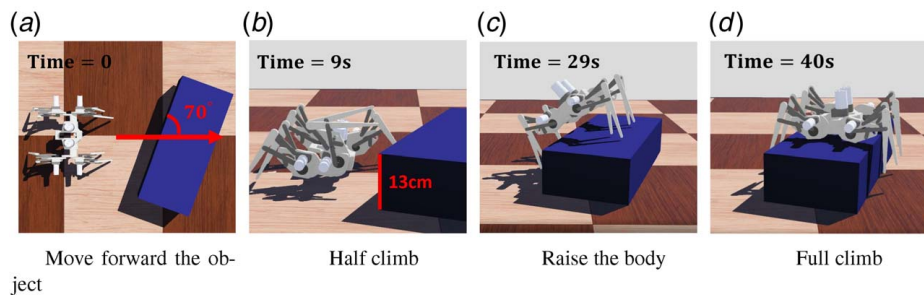 (a)
Time = 0
70°
Move forward the ob-
ject
(b)
Time = 9s
13cm
Half climb
(c)
Time = 29s
Raise the body
(d)
Time = 40s
Full climb